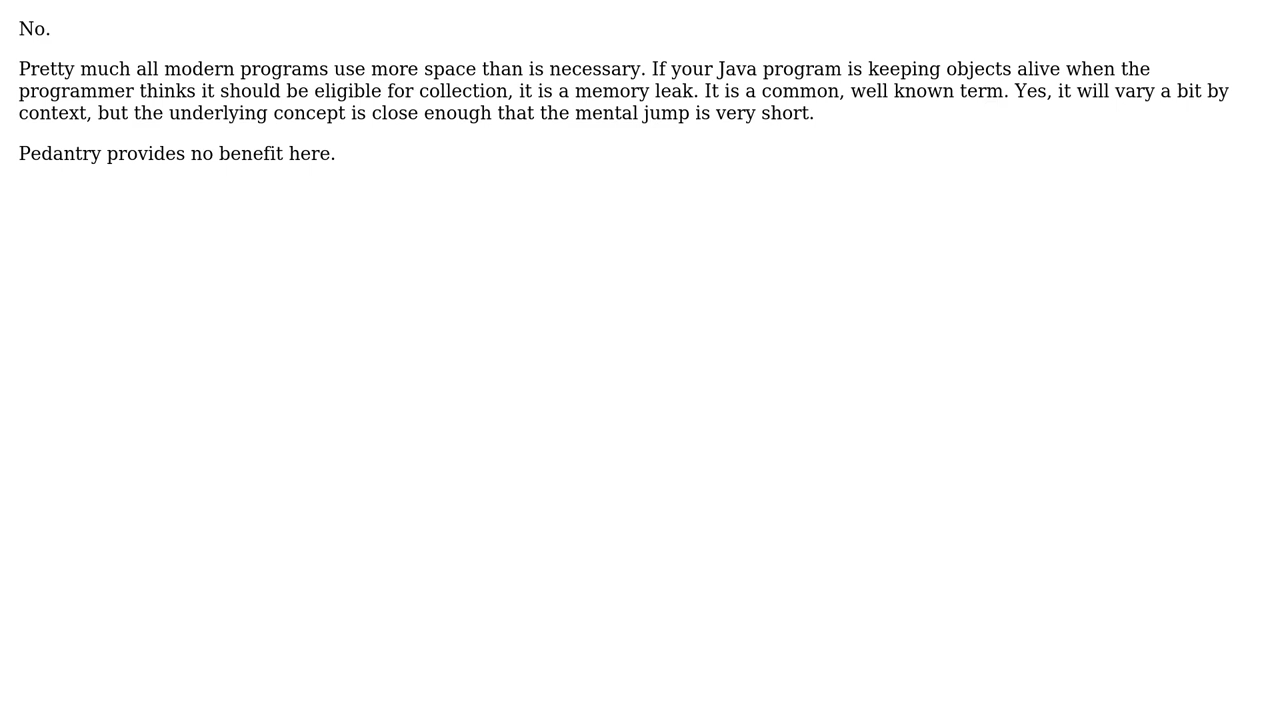 No.
Pretty much all modern programs use more space than is necessary. If your Java program is keeping objects alive when the
programmer thinks it should be eligible for collection, it is a memory leak. It is a common, well known term. Yes, it will vary a bit by
context, but the underlying concept is close enough that the mental jump is very short.
Pedantry provides no benefit here.